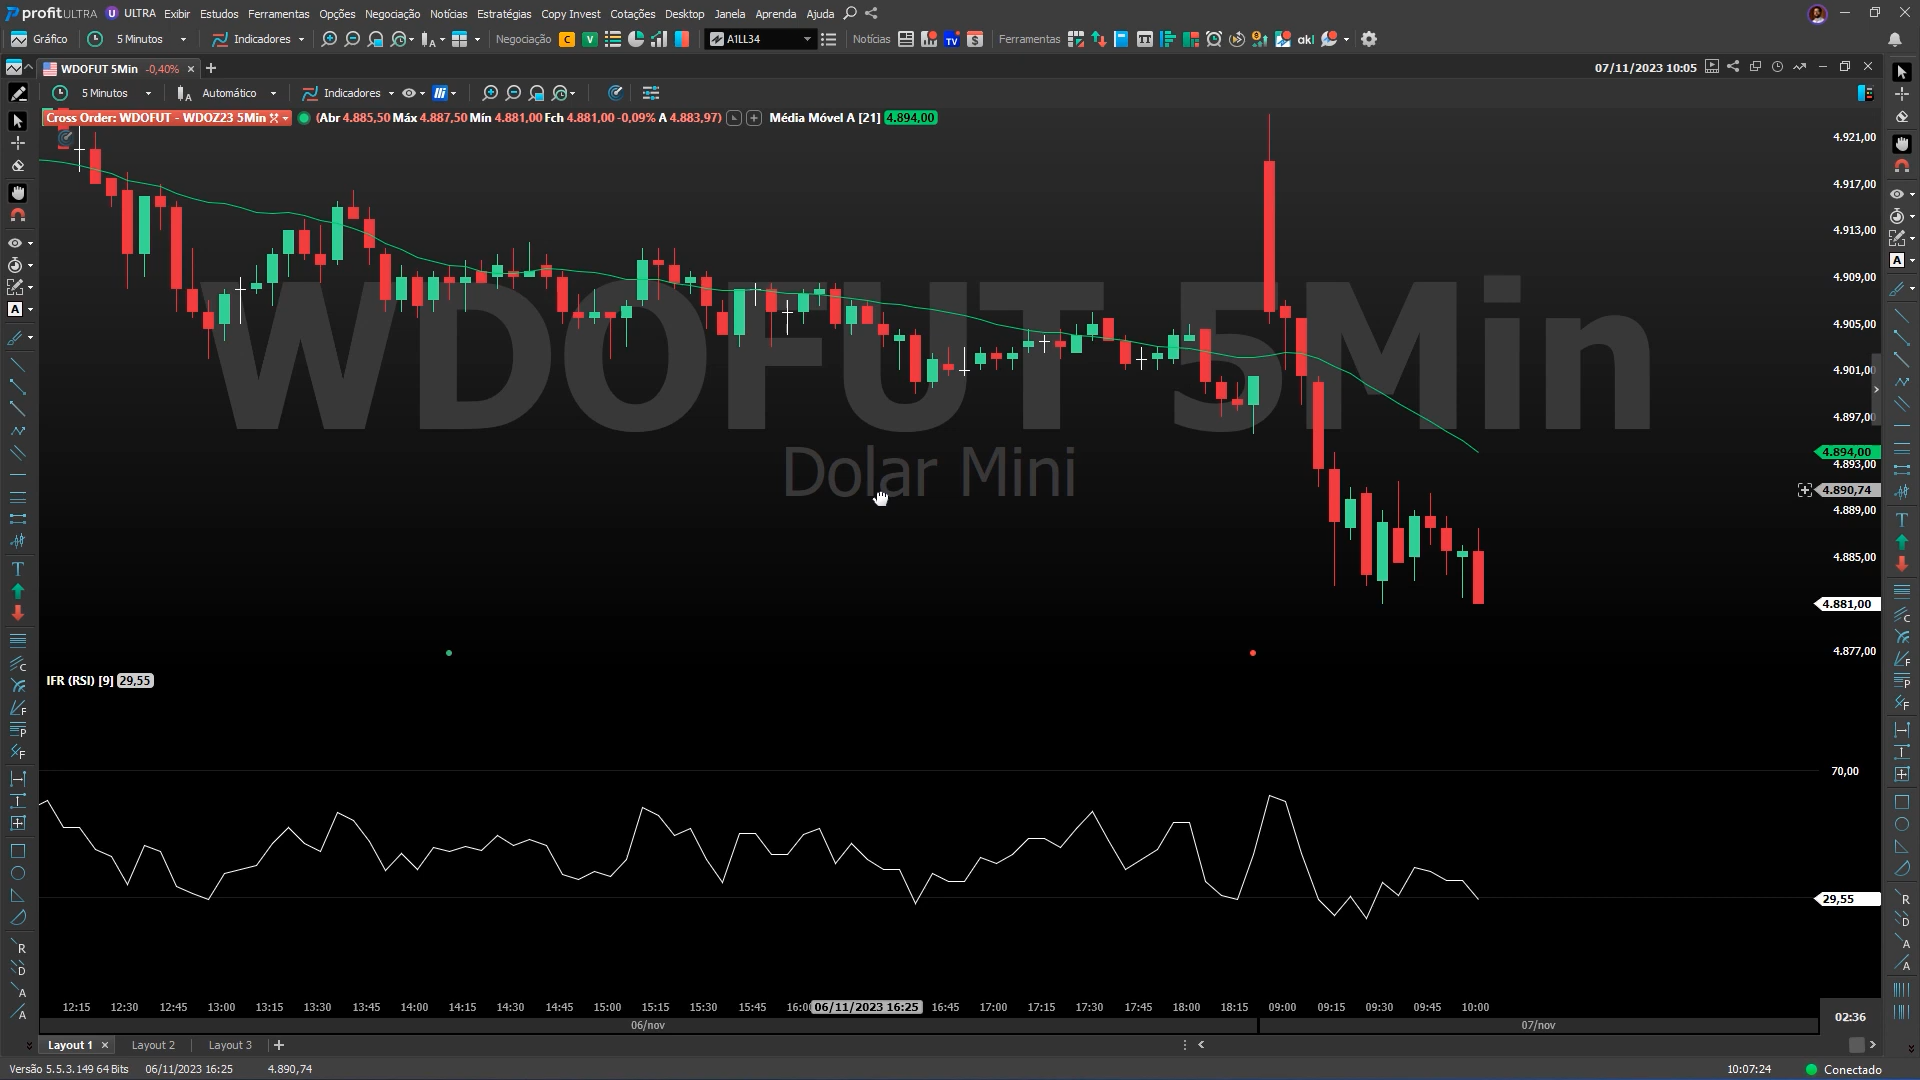 profitULTRA U ULTRA Exibir Estudos Ferramentas Opções Negociação Notícias Estratégias Copy Invest Cotações Desktop Janela Aprenda Ajuda
Gráfico 5 Minutos Indicadores A Negociação C V A1LL34 Notícias TV $ Ferramentas TT akl
WDOFUT 5Min -0,40% 07/11/2023 10:05
5 Minutos A Automático Indicadores
Cross Order: WDOFUT - WDOZ23 5Min (Abr 4.885,50 Máx 4.887,50 Mín 4.881,00 Fch 4.881,00 -0,09% A 4.883,97) Média Móvel A [21] 4.894,00
4.921,00
4.917,00
4.913,00
4.909,00
4.905,00
4.901,00
4.897,00
4.894,00
4.893,00
4.890,74
4.889,00
4.885,00
4.881,00
4.877,00
WDOFUT 5Min
Dolar Mini
IFR (RSI) [9] 29,55
70,00
29,55
12:15 12:30 12:45 13:00 13:15 13:30 13:45 14:00 14:15 14:30 14:45 15:00 15:15 15:30 15:45 16:00 06/11/2023 16:25 16:45 17:00 17:15 17:30 17:45 18:00 18:15 09:00 09:15 09:30 09:45 10:00
06/nov 07/nov
02:36
Layout 1 Layout 2 Layout 3
Versão 5.5.3.149 64 Bits 06/11/2023 16:25 4.890,74 10:07:24 Conectado